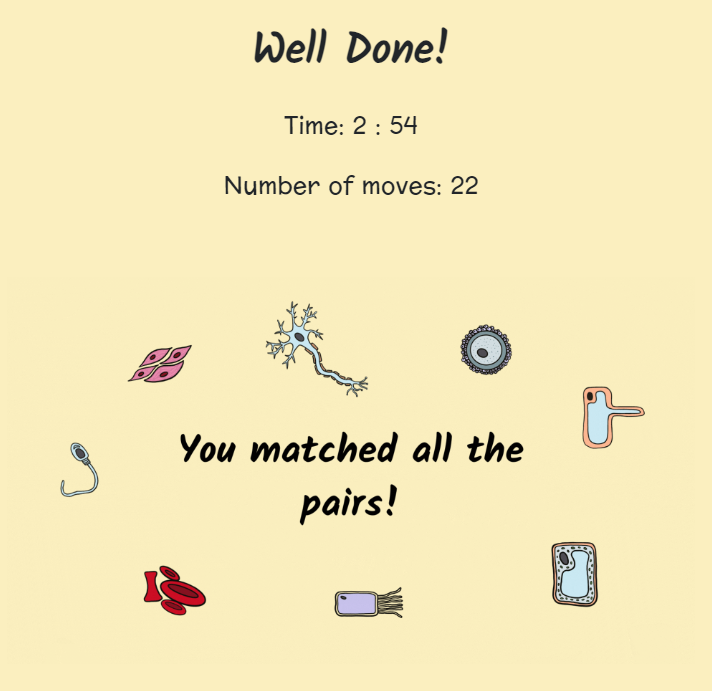 Well Done!
Time: 2 : 54
Number of moves: 22
You matched all the
pairs!